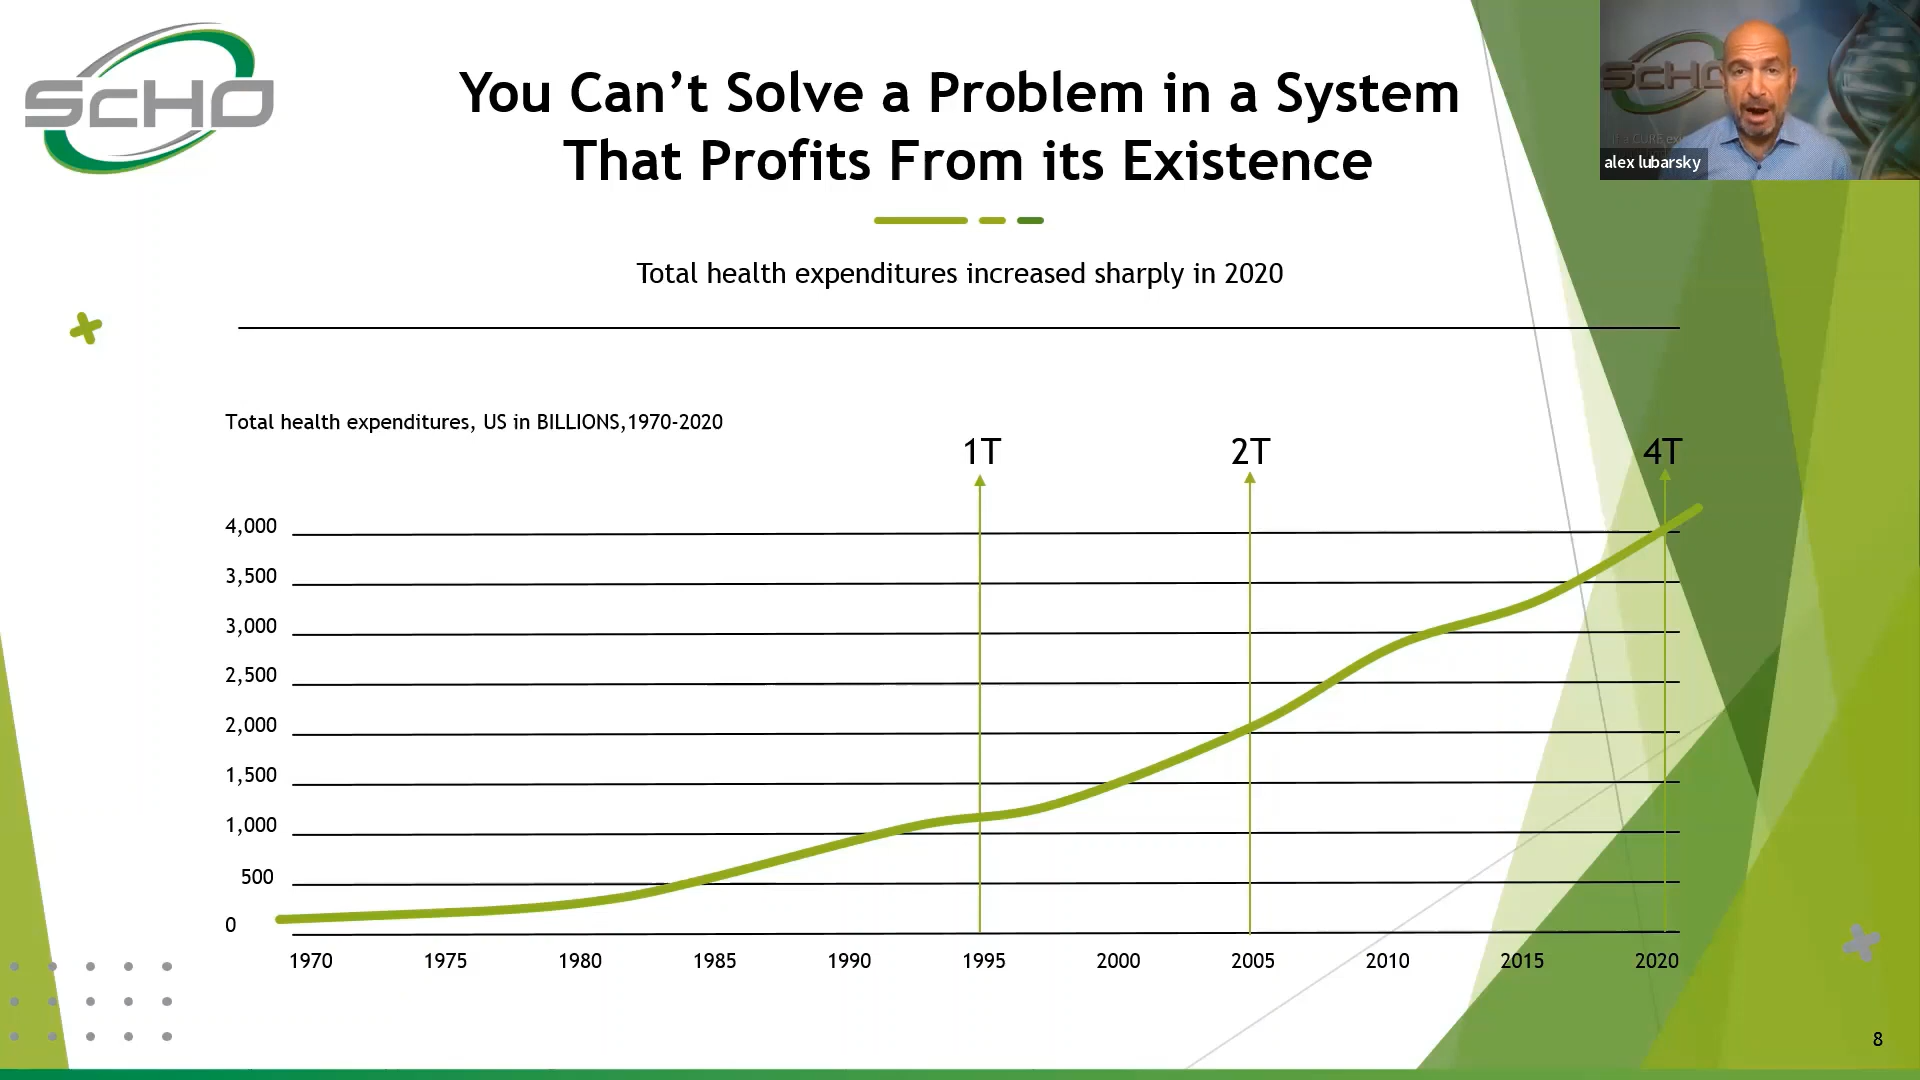 SCHO
You Can’t Solve a Problem in a System
That Profits From its Existence
Total health expenditures increased sharply in 2020
SCHO
alex lubarsky
Total health expenditures, US in BILLIONS,1970-2020
1T 2T 4T
4,000
3,500
3,000
2,500
2,000
1,500
1,000
500
0
1970 1975 1980 1985 1990 1995 2000 2005 2010 2015 2020
8